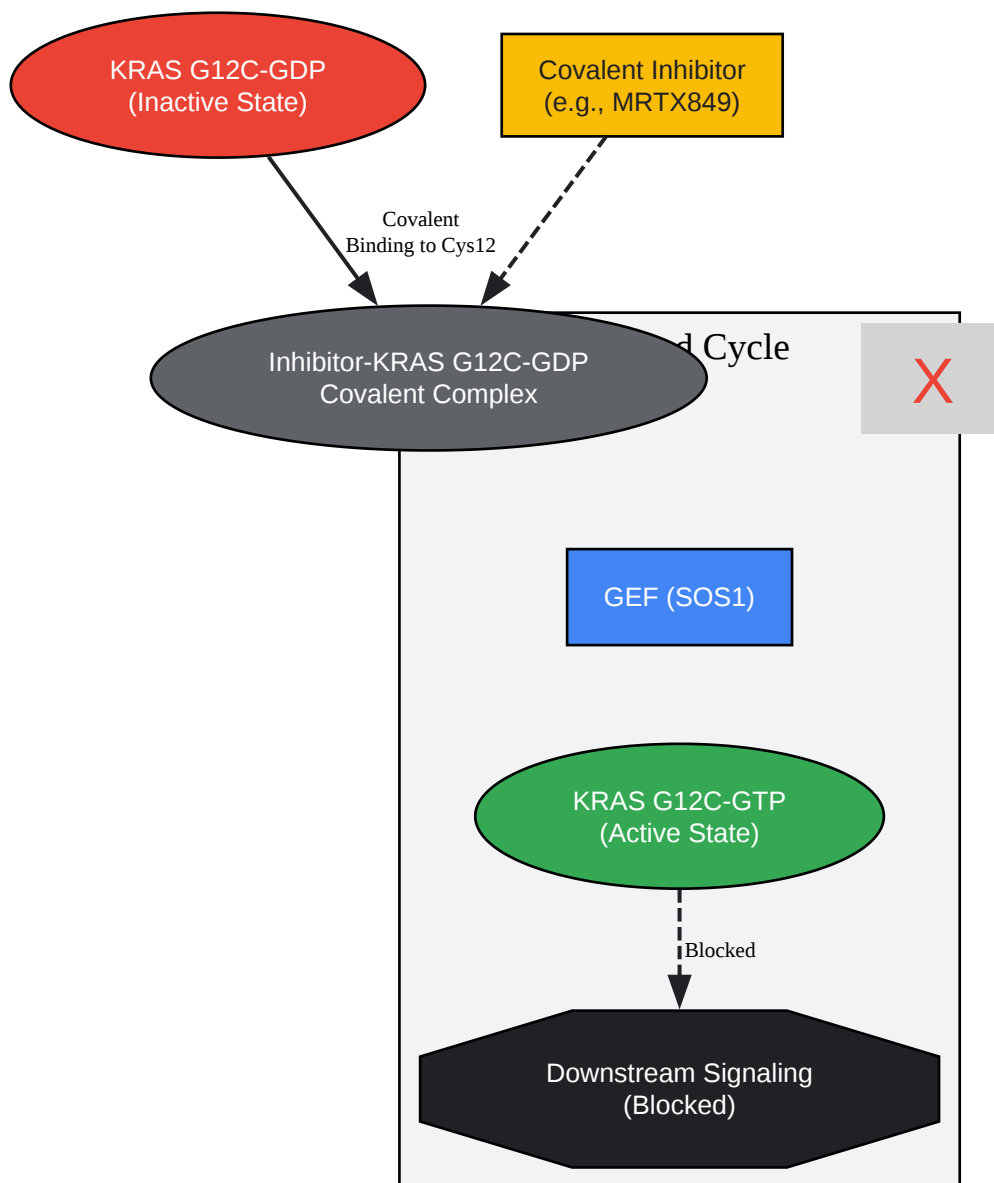 KRAS G12C-GDP
(Inactive State)
Covalent Inhibitor
(e.g., MRTX849)
Covalent
Binding to Cys12
Inhibitor-KRAS G12C-GDP
Covalent Complex
Cycle
X
GEF (SOS1)
KRAS G12C-GTP
(Active State)
Blocked
Downstream Signaling
(Blocked)